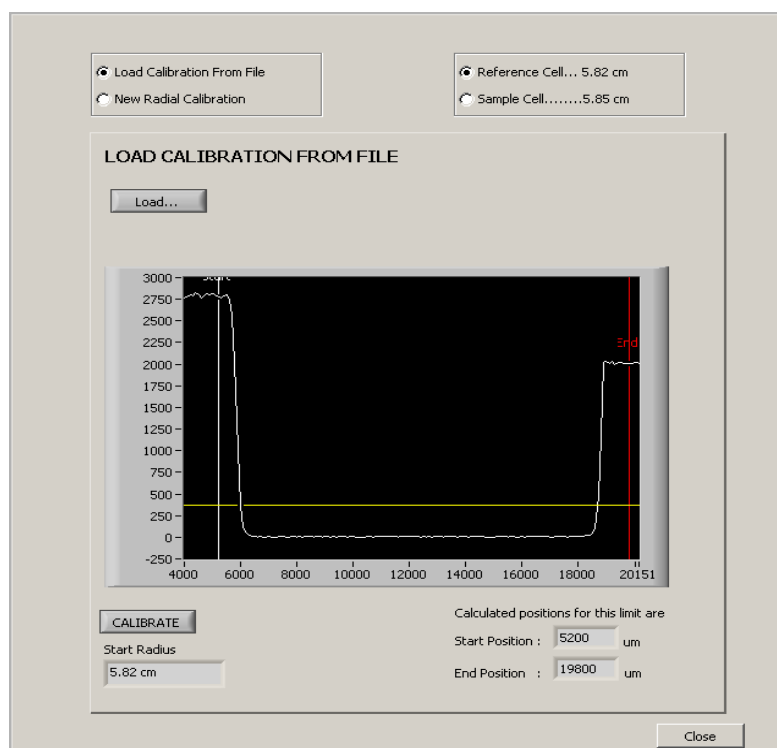 Load Calibration From File
New Radial Calibration
Reference Cell... 5.82 cm
Sample Cell........5.85 cm
LOAD CALIBRATION FROM FILE
Load...
3000
2750
2500
2250
2000
1750
1500
1250
1000
750
500
250
0
-250
Start
End
4000 6000 8000 10000 12000 14000 16000 18000 20151
CALIBRATE
Start Radius
5.82 cm
Calculated positions for this limit are
Start Position : 5200 um
End Position : 19800 um
Close